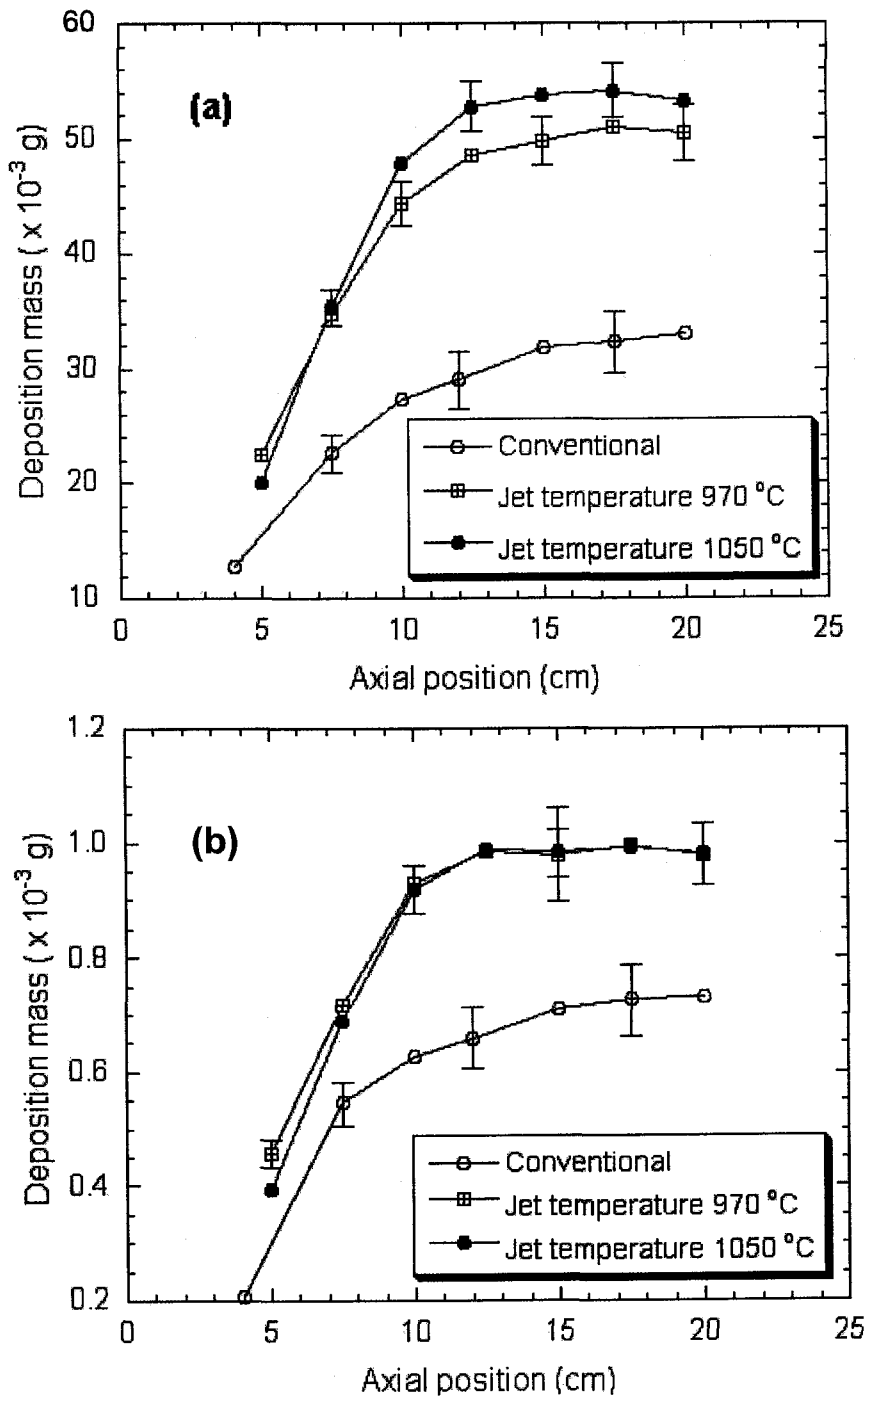 60
50
40
30
20
10
Deposition mass ( x 10⁻³ g)
(a)
Conventional
Jet temperature 970 °C
Jet temperature 1050 °C
0 5 10 15 20 25
Axial position (cm)
1.2
1.0
0.8
0.6
0.4
0.2
Deposition mass ( x 10⁻³ g)
(b)
Conventional
Jet temperature 970 °C
Jet temperature 1050 °C
0 5 10 15 20 25
Axial position (cm)